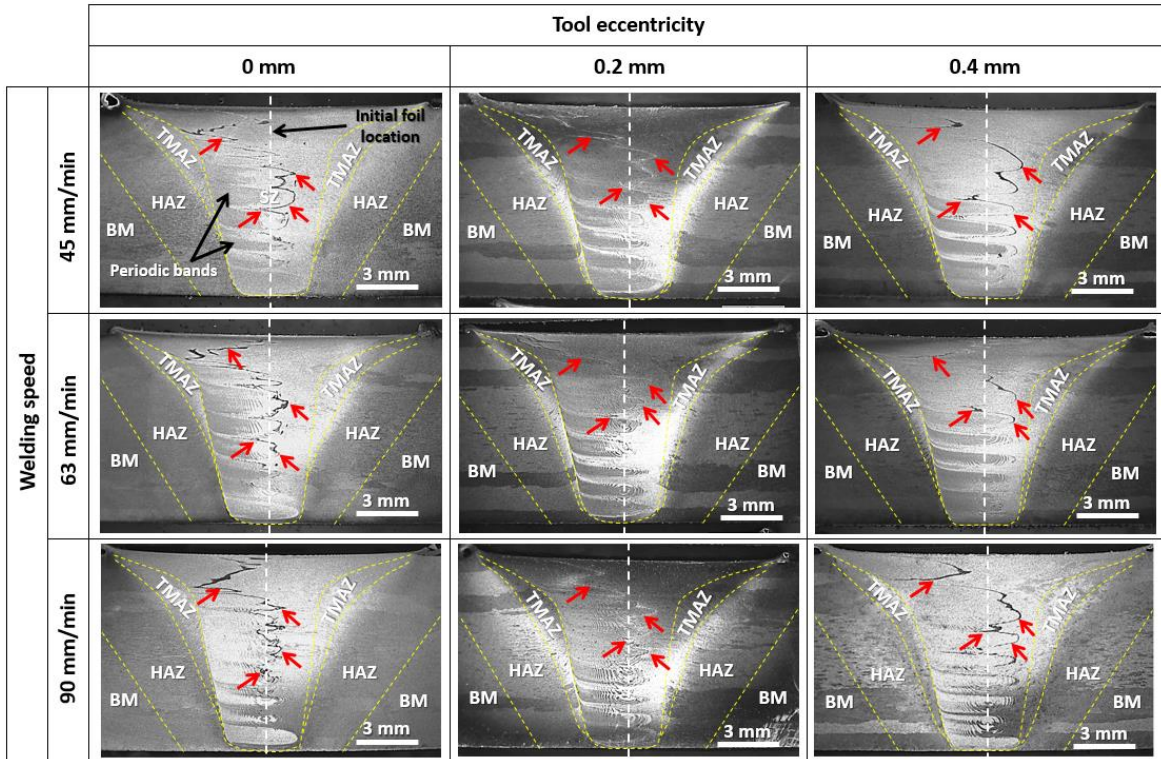 Tool eccentricity
0 mm
0.2 mm
0.4 mm
Welding speed
45 mm/min
Initial foil
location
TMAZ
TMAZ
HAZ
SZ
HAZ
BM
BM
Periodic bands
3 mm
TMAZ
TMAZ
HAZ
HAZ
BM
BM
3 mm
TMAZ
TMAZ
HAZ
HAZ
BM
BM
3 mm
63 mm/min
TMAZ
TMAZ
HAZ
HAZ
BM
BM
3 mm
TMAZ
TMAZ
HAZ
HAZ
BM
BM
3 mm
TMAZ
TMAZ
HAZ
HAZ
BM
BM
3 mm
90 mm/min
TMAZ
TMAZ
HAZ
HAZ
BM
BM
3 mm
TMAZ
TMAZ
HAZ
HAZ
BM
BM
3 mm
TMAZ
TMAZ
HAZ
HAZ
BM
BM
3 mm